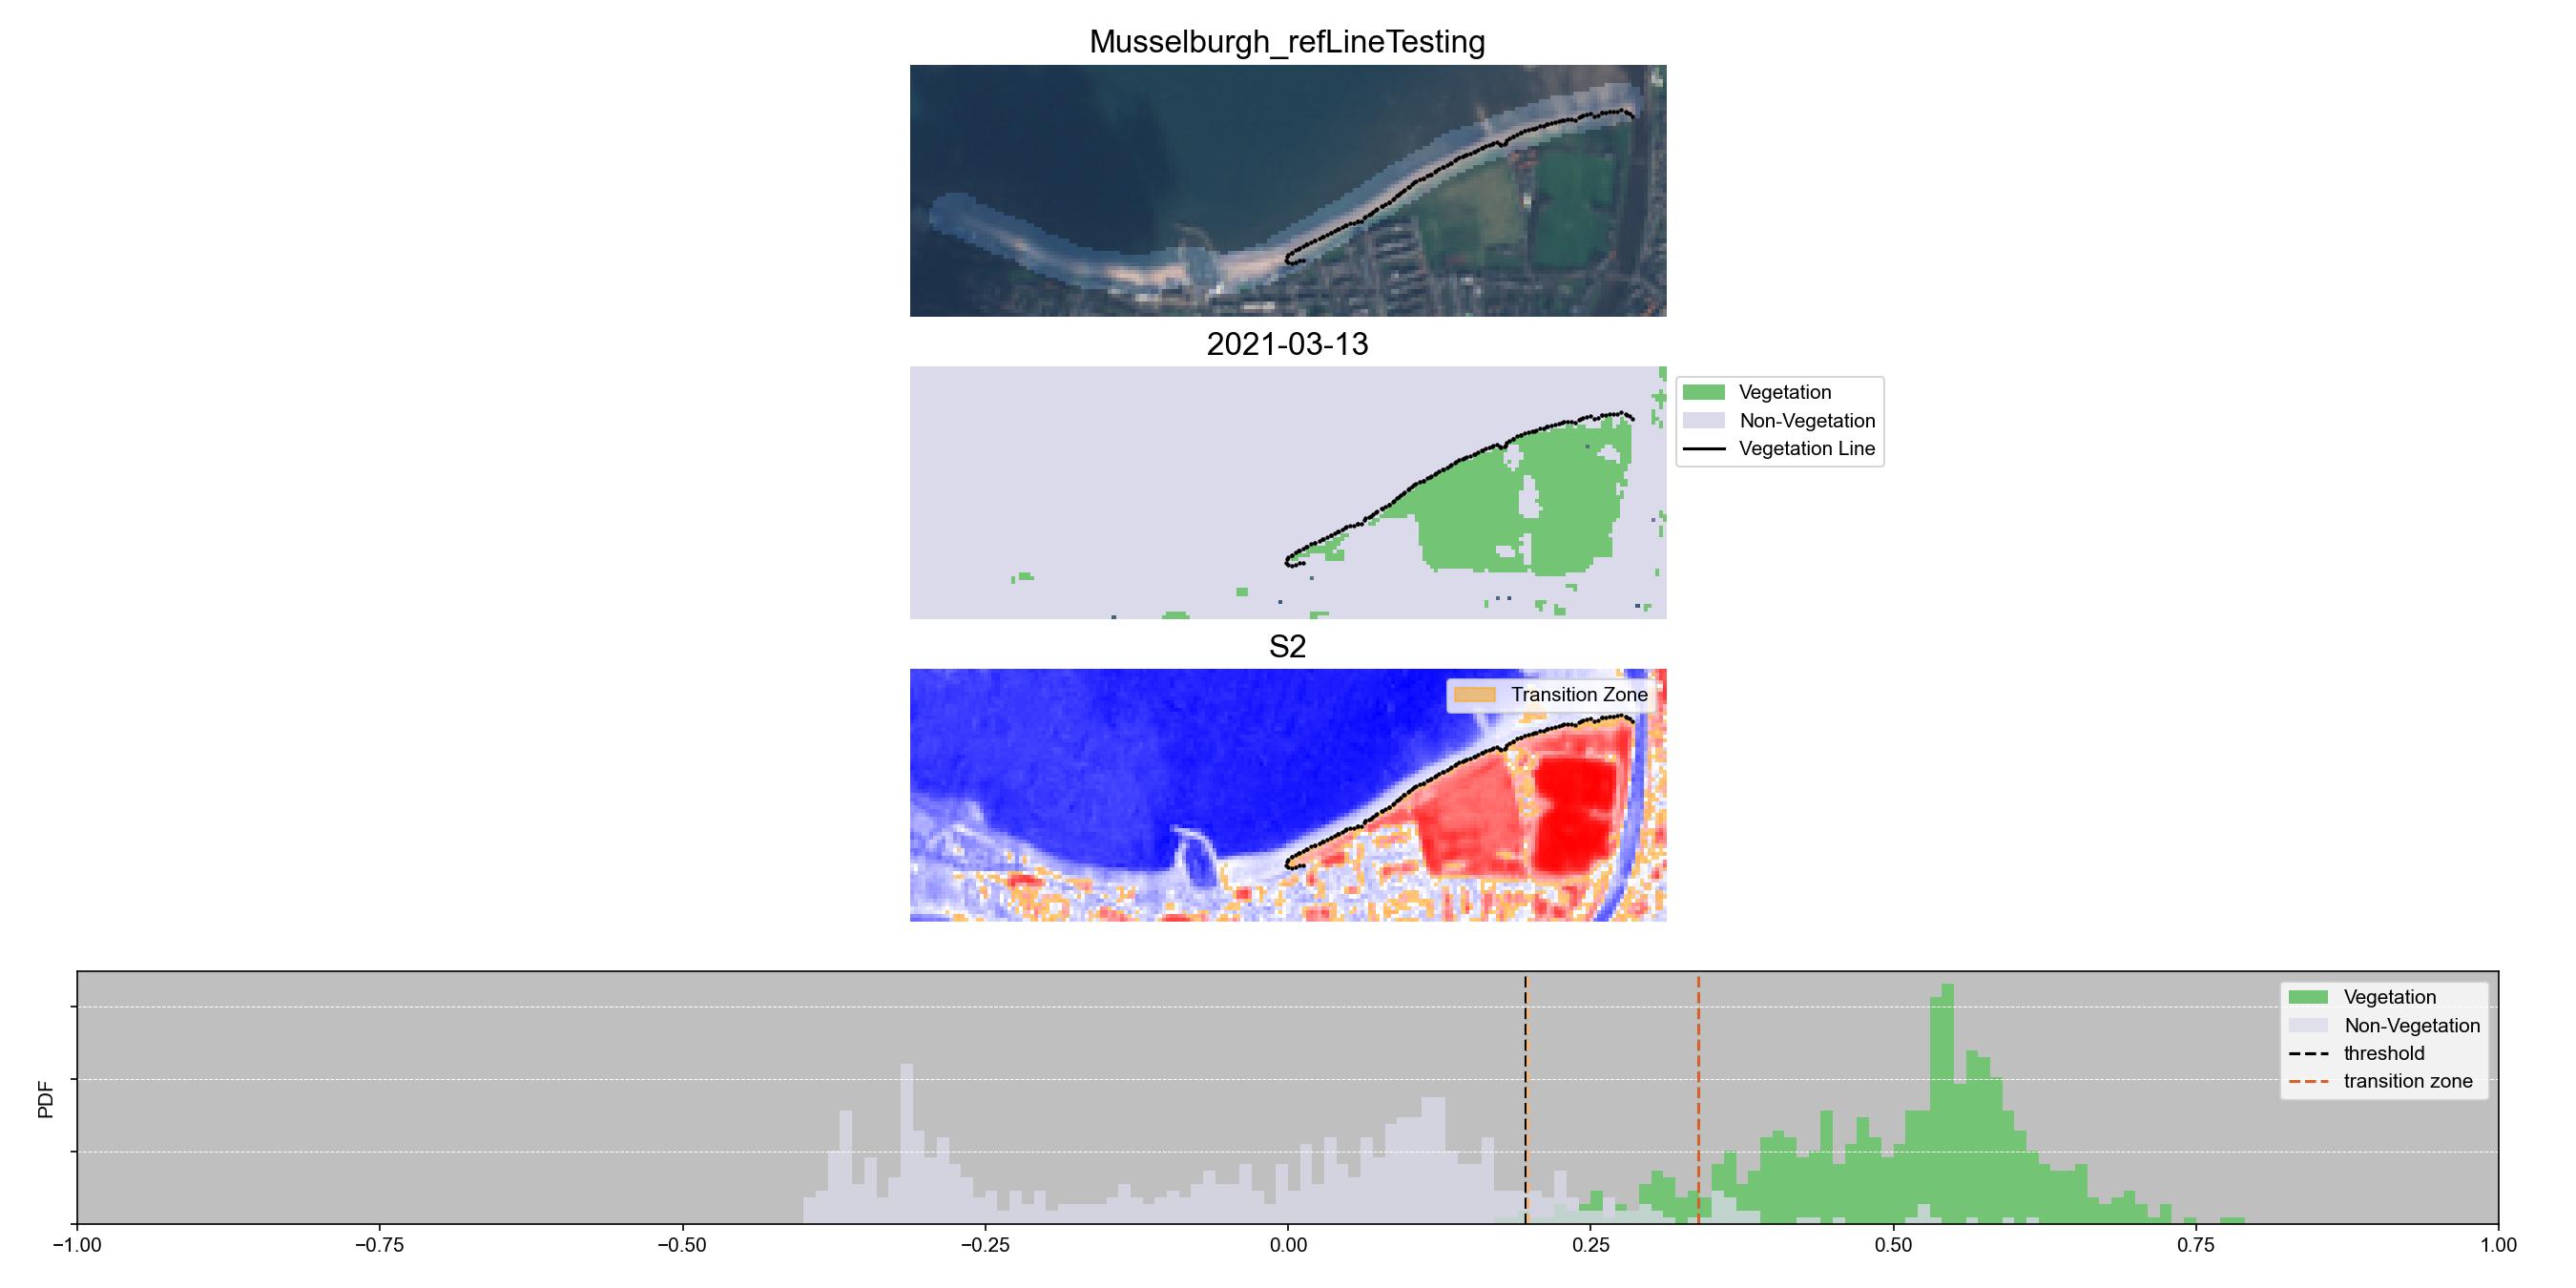 Musselburgh_refLineTesting
2021-03-13
Vegetation
Non-Vegetation
Vegetation Line
S2
Transition Zone
PDF
Vegetation
Non-Vegetation
threshold
transition zone
−1.00 −0.75 −0.50 −0.25 0.00 0.25 0.50 0.75 1.00